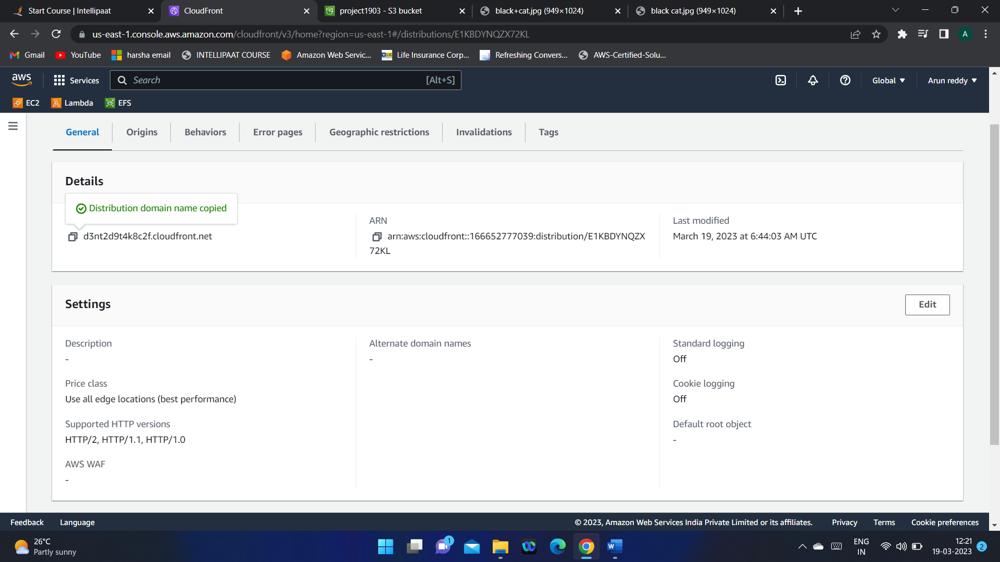 Start Course | Intellipaat
CloudFront
project1903 - S3 bucket
black+cat.jpg (949×1024)
black cat.jpg (949×1024)
us-east-1.console.aws.amazon.com/cloudfront/v3/home?region=us-east-1#/distributions/E1KBDYNQZX72KL
A
Gmail
YouTube
harsha email
INTELLIPAAT COURSE
Amazon Web Servic...
LIC
Life Insurance Corp...
Refreshing Convers...
AWS-Certified-Solu...
aws
Services
Search
[Alt+S]
Global
Arun reddy
EC2
Lambda
EFS
General
Origins
Behaviors
Error pages
Geographic restrictions
Invalidations
Tags
Details
Distribution domain name copied
d3nt2d9t4k8c2f.cloudfront.net
ARN
arn:aws:cloudfront::166652777039:distribution/E1KBDYNQZX
72KL
Last modified
March 19, 2023 at 6:44:03 AM UTC
Settings
Edit
Description
-
Price class
Use all edge locations (best performance)
Supported HTTP versions
HTTP/2, HTTP/1.1, HTTP/1.0
AWS WAF
-
Alternate domain names
-
Standard logging
Off
Cookie logging
Off
Default root object
-
Feedback
Language
© 2023, Amazon Web Services India Private Limited or its affiliates.
Privacy
Terms
Cookie preferences
26°C
Partly sunny
1
W
ENG
IN
12:21
19-03-2023
2